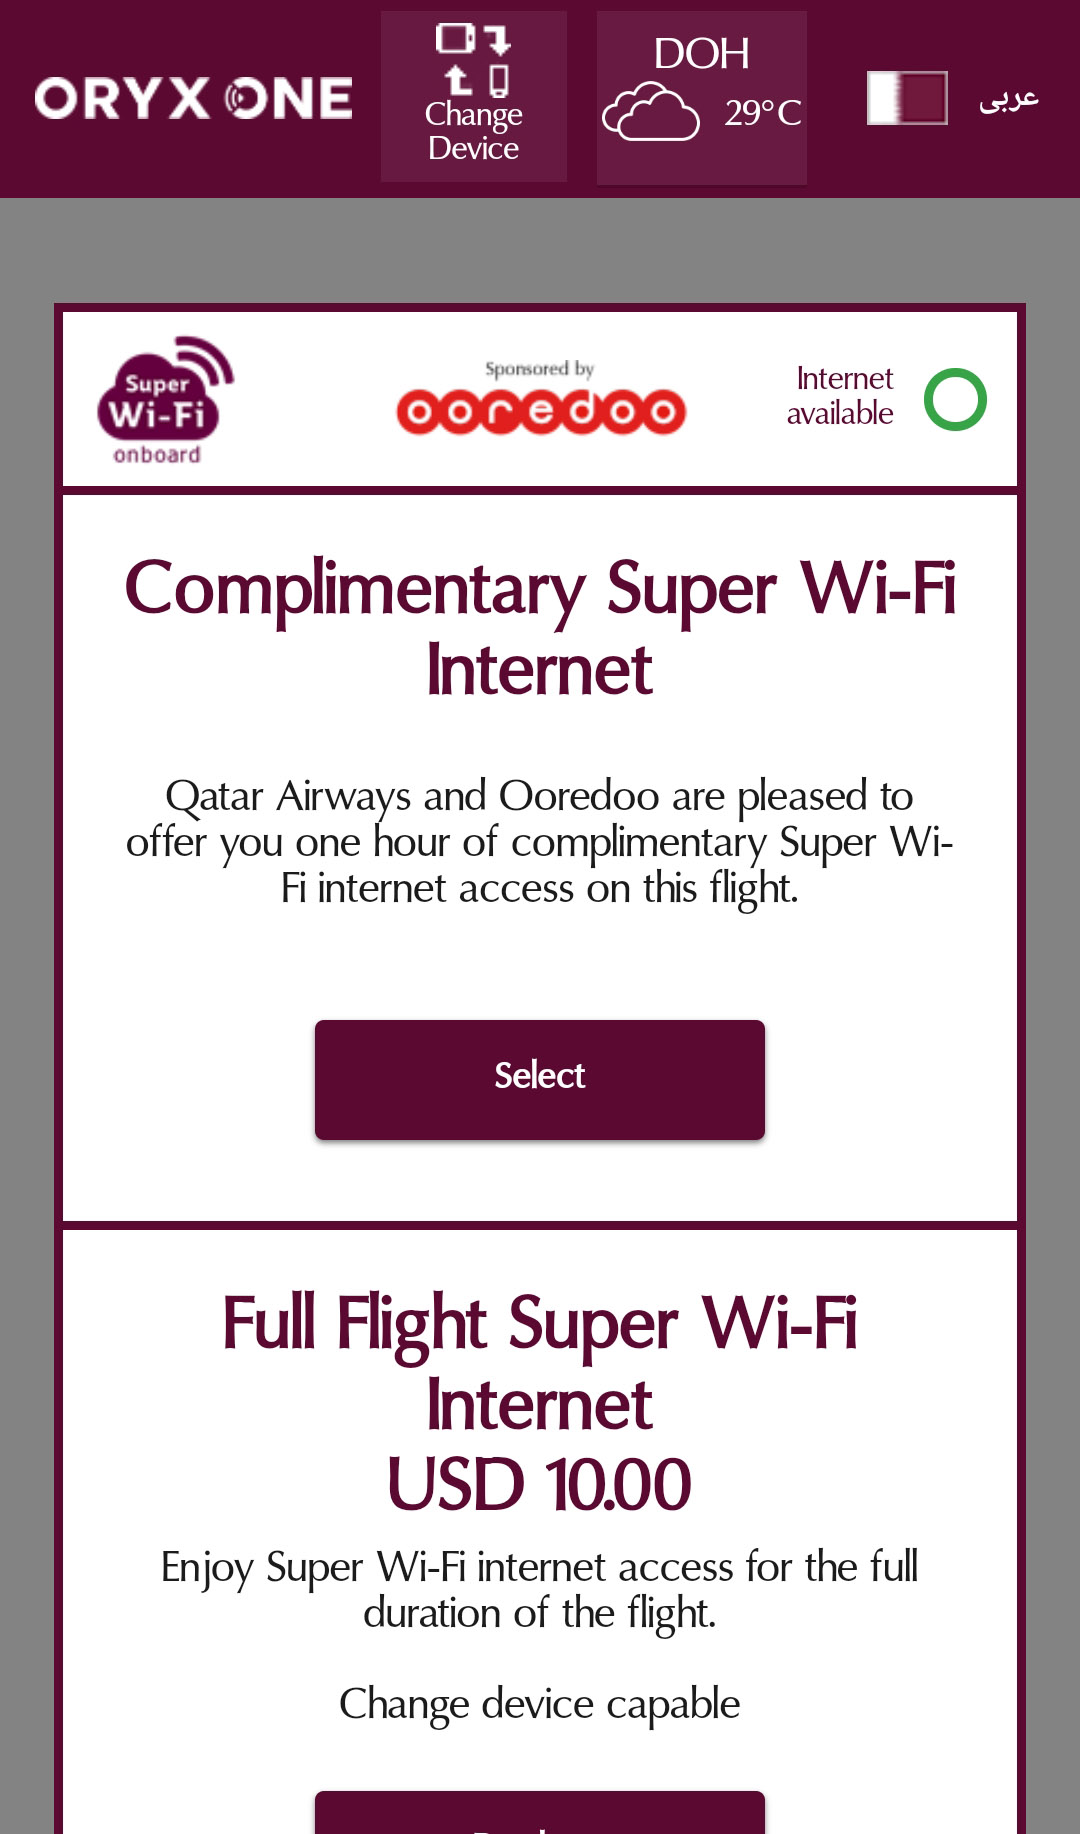 ORYX ONE
Change
Device
DOH
29°C
عربى
Super
Wi-Fi
onboard
Sponsored by
ooredoo
Internet
available
Complimentary Super Wi-Fi
Internet
Qatar Airways and Ooredoo are pleased to
offer you one hour of complimentary Super Wi-
Fi internet access on this flight.
Select
Full Flight Super Wi-Fi
Internet
USD 10.00
Enjoy Super Wi-Fi internet access for the full
duration of the flight.
Change device capable